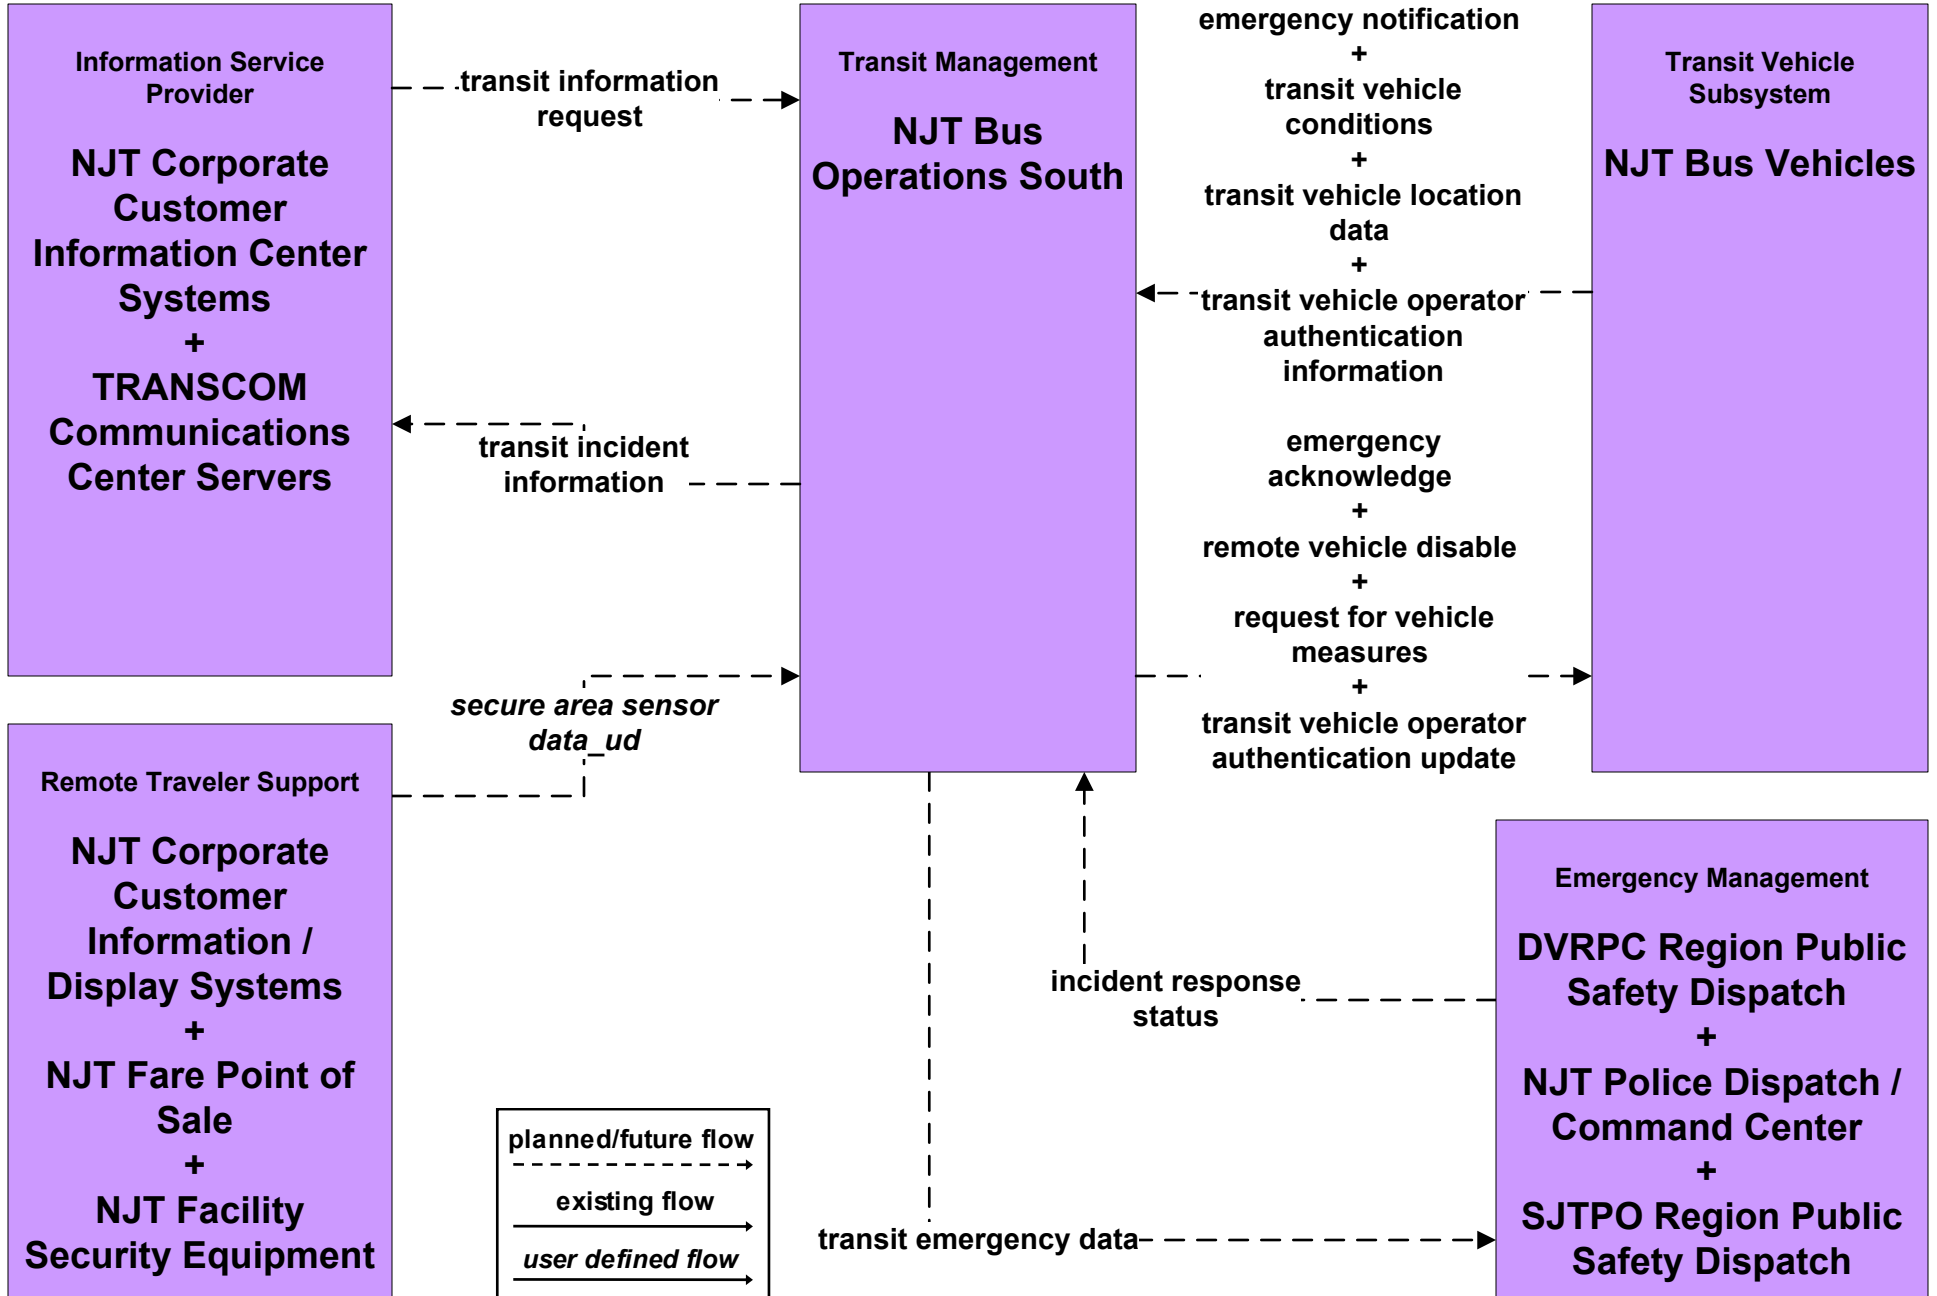 Information Service
Provider
NJT Corporate
Customer
Information Center
Systems
+
TRANSCOM
Communications
Center Servers
transit information
request
transit incident
information
Transit Management
NJT Bus
Operations South
emergency notification
+
transit vehicle
conditions
+
transit vehicle location
data
+
transit vehicle operator
authentication
information
emergency
acknowledge
+
remote vehicle disable
+
request for vehicle
measures
+
transit vehicle operator
authentication update
Transit Vehicle
Subsystem
NJT Bus Vehicles
secure area sensor
data_ud
Remote Traveler Support
NJT Corporate
Customer
Information /
Display Systems
+
NJT Fare Point of
Sale
+
NJT Facility
Security Equipment
planned/future flow
existing flow
user defined flow
incident response
status
transit emergency data
Emergency Management
DVRPC Region Public
Safety Dispatch
+
NJT Police Dispatch /
Command Center
+
SJTPO Region Public
Safety Dispatch